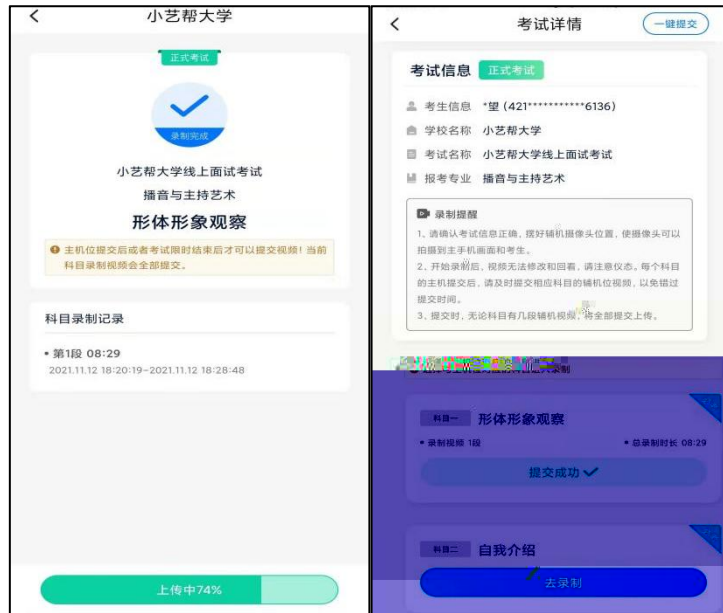 小艺帮大学
正式考试
录制完成
小艺帮大学线上面试考试
播音与主持艺术
形体形象观察
主机位提交后或者考试限时结束后才可以提交视频！当前
科目录制视频会全部提交。
科目录制记录
• 第1段 08:29
2021.11.12 18:20:19-2021.11.12 18:28:48
上传中74%
考试详情
一键提交
考试信息 正式考试
考生信息 *望 (421***********6136)
学校名称 小艺帮大学
考试名称 小艺帮大学线上面试考试
报考专业 播音与主持艺术
录制提醒
1、请确认考试信息正确，摆好辅机摄像头位置，使摄像头可以
拍摄到主手机画面和考生。
2、开始录制后，视频无法修改和回看，请注意仪态。每个科目
的主机提交后，请及时提交相应科目的辅机位视频，以免错过
提交时间。
3、提交时，无论科目有几段辅机视频，将全部提交上传。
科目一 形体形象观察
• 录制视频 1段 • 总录制时长 08:29
提交成功
科目二 自我介绍
去录制